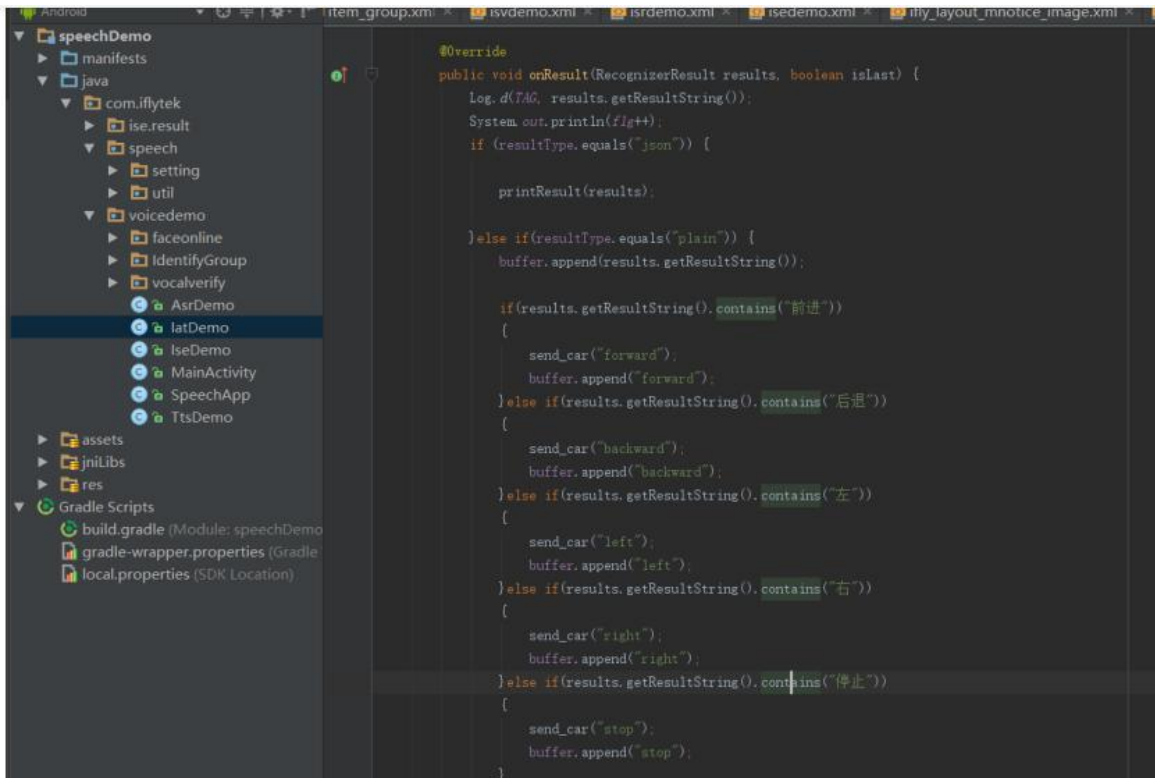 Android
item_group.xml
isvdemo.xml
isrdemo.xml
isedemo.xml
ifly_layout_mnotice_image.xml
speechDemo
manifests
java
com.iflytek
ise.result
speech
setting
util
voicedemo
faceonline
IdentifyGroup
vocalverify
AsrDemo
IatDemo
IseDemo
MainActivity
SpeechApp
TtsDemo
assets
jniLibs
res
Gradle Scripts
build.gradle (Module: speechDemo
gradle-wrapper.properties (Gradle
local.properties (SDK Location)
@Override
public void onResult(RecognizerResult results, boolean isLast) {
Log.d(TAG, results.getResultString());
System.out.println(flg++);
if (resultType.equals("json")) {
printResult(results);
}else if(resultType.equals("plain")) {
buffer.append(results.getResultString());
if(results.getResultString().contains("前进"))
{
send_car("forward");
buffer.append("forward");
}else if(results.getResultString().contains("后退"))
{
send_car("backward");
buffer.append("backward");
}else if(results.getResultString().contains("左"))
{
send_car("left");
buffer.append("left");
}else if(results.getResultString().contains("右"))
{
send_car("right");
buffer.append("right");
}else if(results.getResultString().contains("停止"))
{
send_car("stop");
buffer.append("stop");
}